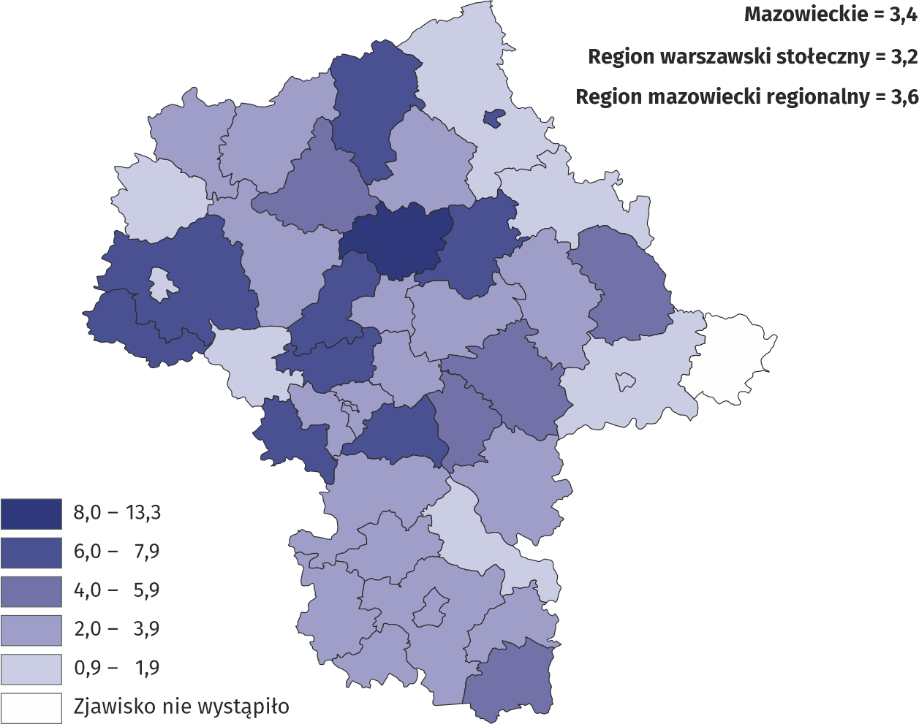 Mazowieckie = 3,4
Region warszawski stołeczny = 3,2
Region mazowiecki regionalny = 3,6
8,0 – 13,3
6,0 – 7,9
4,0 – 5,9
2,0 – 3,9
0,9 – 1,9
Zjawisko nie wystąpiło